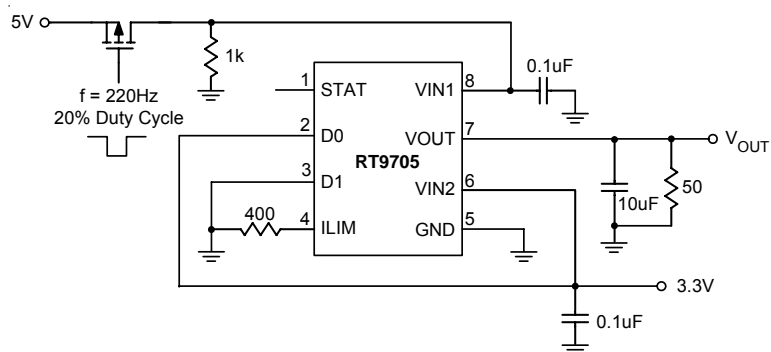 5V
f = 220Hz
20% Duty Cycle
1k
0.1uF
1 STAT VIN1 8
2 D0 VOUT 7
RT9705
3 D1 VIN2 6
4 ILIM GND 5
400
VOUT
10uF
50
3.3V
0.1uF